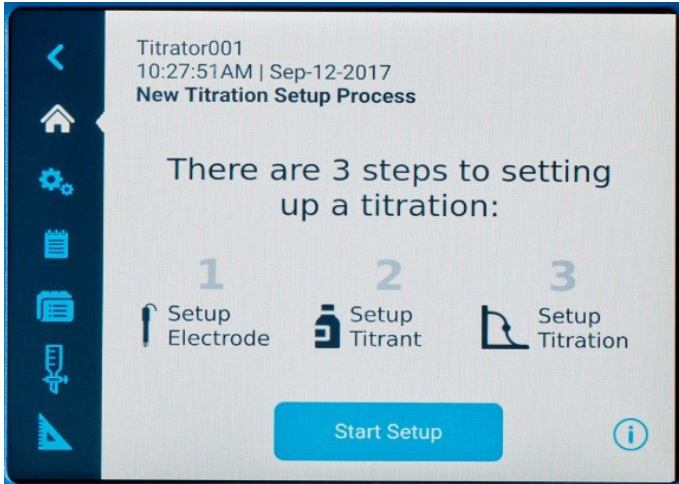 Titrator001
10:27:51AM | Sep-12-2017
New Titration Setup Process
There are 3 steps to setting
up a titration:
1
Setup
Electrode
2
Setup
Titrant
3
Setup
Titration
Start Setup
i